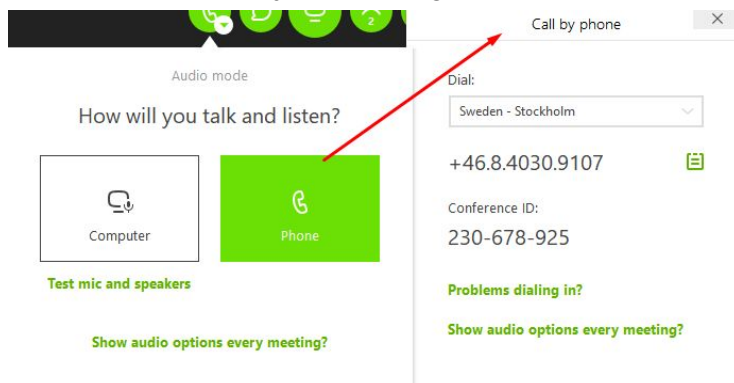 2
Audio mode
How will you talk and listen?
Computer
Phone
Test mic and speakers
Show audio options every meeting?
Call by phone
Dial:
Sweden - Stockholm
+46.8.4030.9107
Conference ID:
230-678-925
Problems dialing in?
Show audio options every meeting?